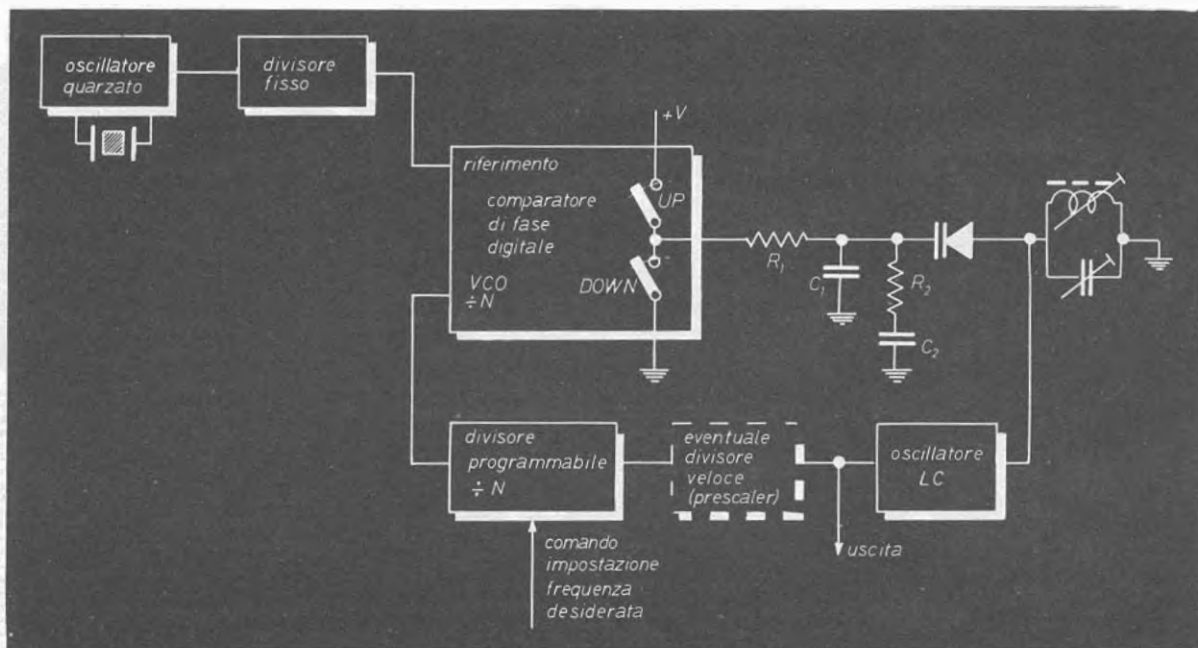 oscillatore
quarzato
divisore
fisso
+V
riferimento
UP
comparatore
di fase
digitale
VCO
÷N
DOWN
R₁
C₁
R₂
C₂
divisore
programmabile
÷ N
eventuale
divisore
veloce
(prescaler)
oscillatore
LC
uscita
comando
impostazione
frequenza
desiderata